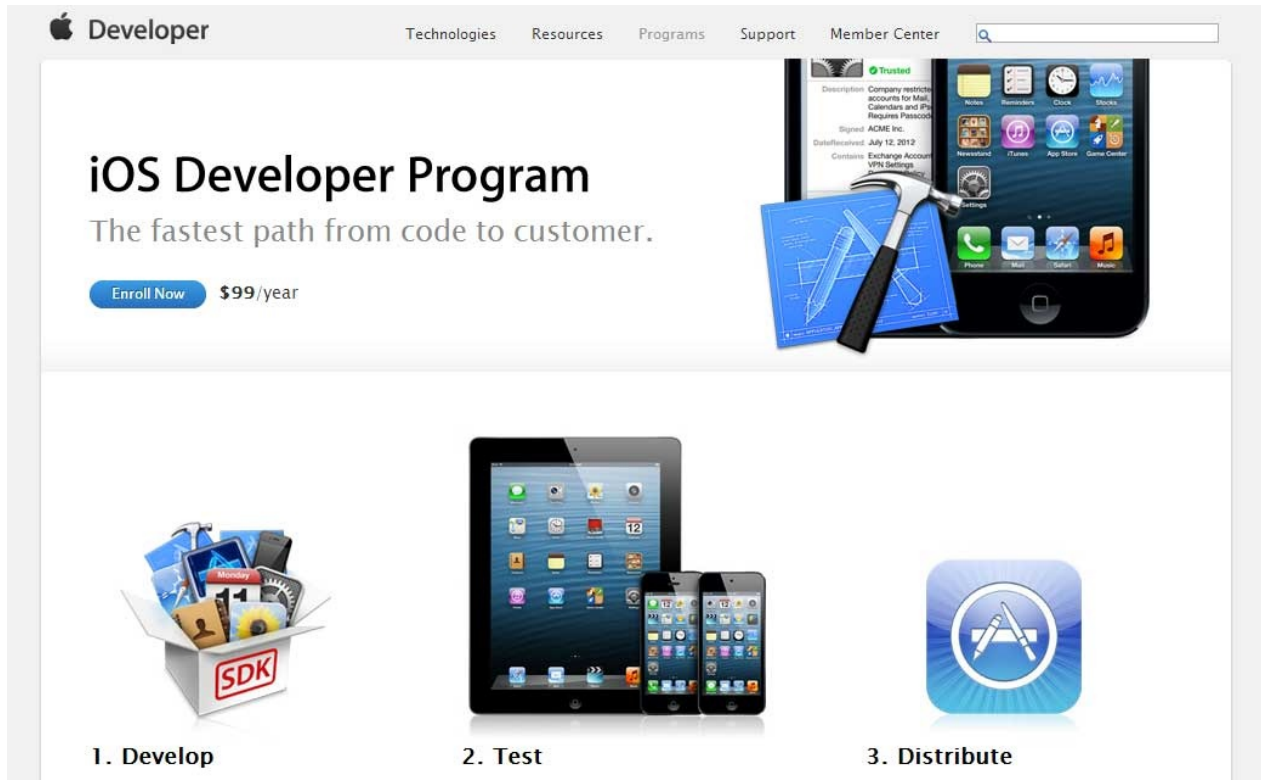 Developer
Technologies Resources Programs Support Member Center
Trusted
Description Company restricte
accounts for Mail,
Calendars and iPa
Requires Passcod
Signed ACME Inc.
DateReceived July 12, 2012
Contains Exchange Account
VPN Settings
Notes Reminders Clock Stocks
Newsstand iTunes App Store Game Center
Settings
Phone Mail Safari Music
iOS Developer Program
The fastest path from code to customer.
Enroll Now $99/year
12
Monday
11
SDK
1. Develop
2. Test
3. Distribute